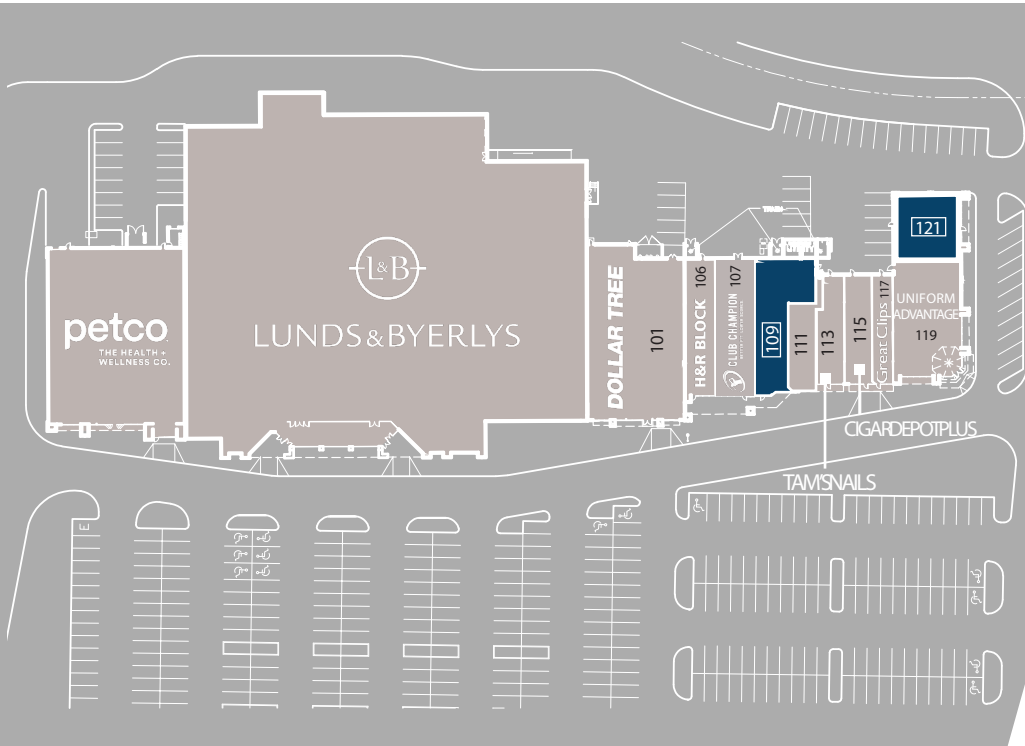 petco
THE HEALTH +
WELLNESS CO.
L&B
LUNDS & BYERLYS
DOLLAR TREE
101
H&R BLOCK
106
CLUB CHAMPION
107
109
111
113
115
Great Clips
117
UNIFORM
ADVANTAGE
119
121
CIGARDEPOTPLUS
TAM'SNAILS
E